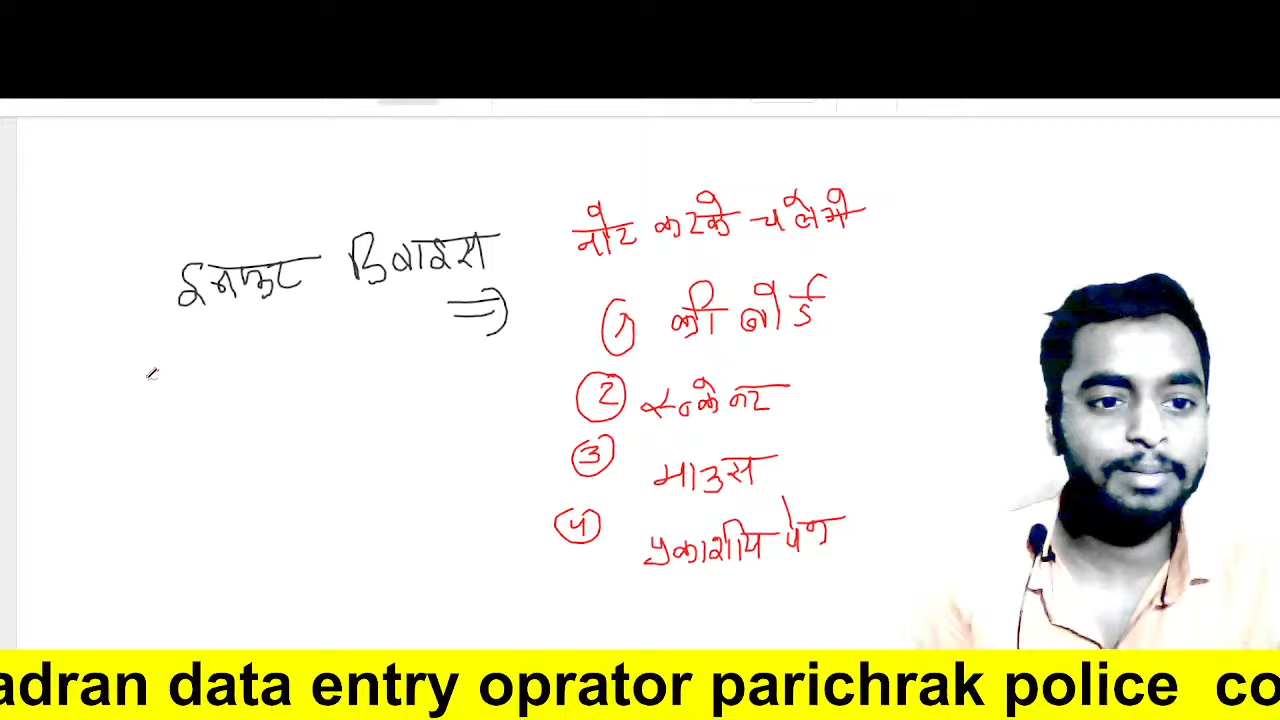 इनपुट डिवाइस
नोट करके चलेगे
1 की बोर्ड
2 स्केनर
3 माउस
4 प्रकाशीय पेन
adran data entry oprator parichrak police co